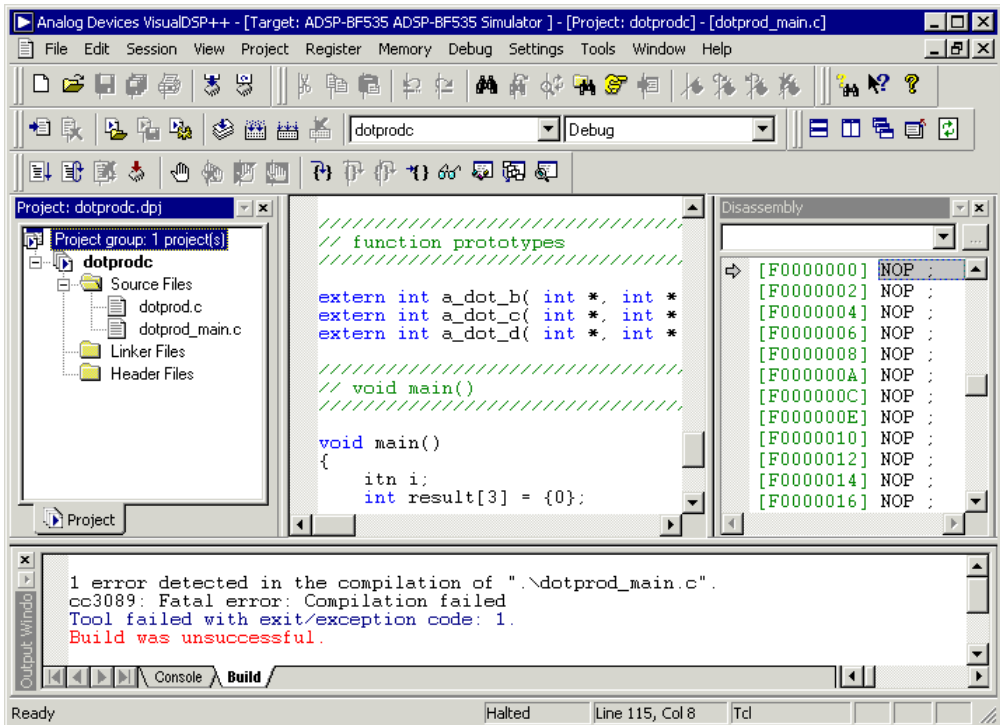 Analog Devices VisualDSP++ - [Target: ADSP-BF535 ADSP-BF535 Simulator ] - [Project: dotprodc] - [dotprod_main.c]
File Edit Session View Project Register Memory Debug Settings Tools Window Help
dotprodc Debug
Project: dotprodc.dpj
Project group: 1 project(s)
dotprodc
Source Files
dotprod.c
dotprod_main.c
Linker Files
Header Files
Project
//////////////////////////////////
// function prototypes
//////////////////////////////////
extern int a_dot_b( int *, int *
extern int a_dot_c( int *, int *
extern int a_dot_d( int *, int *
//////////////////////////////////
// void main()
//////////////////////////////////
void main()
{
itn i;
int result[3] = {0};
Disassembly
[F0000000] NOP ;
[F0000002] NOP ;
[F0000004] NOP ;
[F0000006] NOP ;
[F0000008] NOP ;
[F000000A] NOP ;
[F000000C] NOP ;
[F000000E] NOP ;
[F0000010] NOP ;
[F0000012] NOP ;
[F0000014] NOP ;
[F0000016] NOP ;
Output Windo
1 error detected in the compilation of ".\dotprod_main.c".
cc3089: Fatal error: Compilation failed
Tool failed with exit/exception code: 1.
Build was unsuccessful.
Console Build
Ready Halted Line 115, Col 8 Tcl